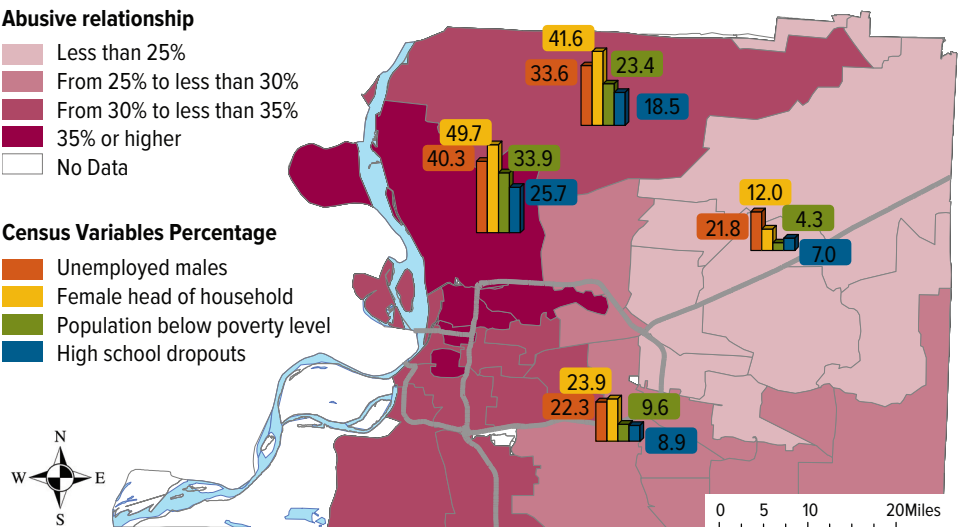 Abusive relationship
Less than 25%
From 25% to less than 30%
From 30% to less than 35%
35% or higher
No Data
Census Variables Percentage
Unemployed males
Female head of household
Population below poverty level
High school dropouts
41.6
33.6
23.4
18.5
49.7
40.3
33.9
25.7
12.0
21.8
4.3
7.0
23.9
22.3
9.6
8.9
N
W
E
S
0 5 10 20Miles